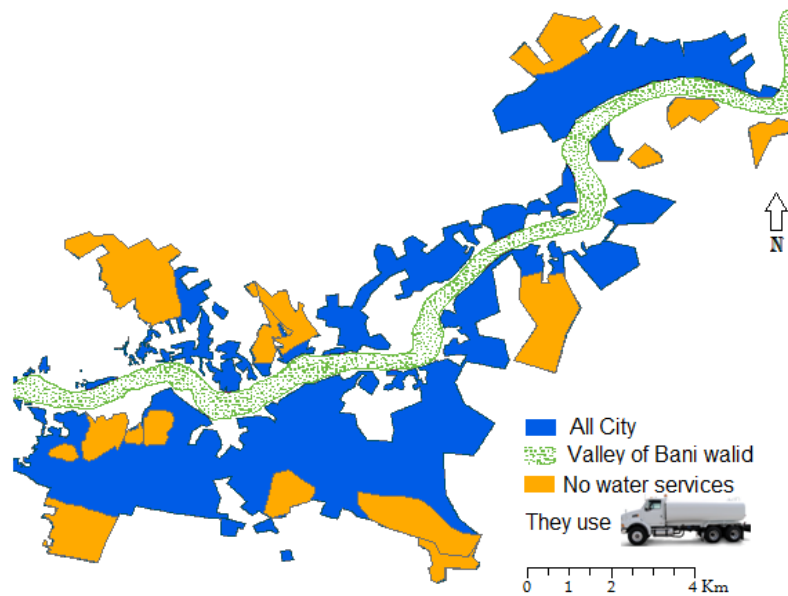 N
All City
Valley of Bani walid
No water services
They use
0 1 2 4 Km